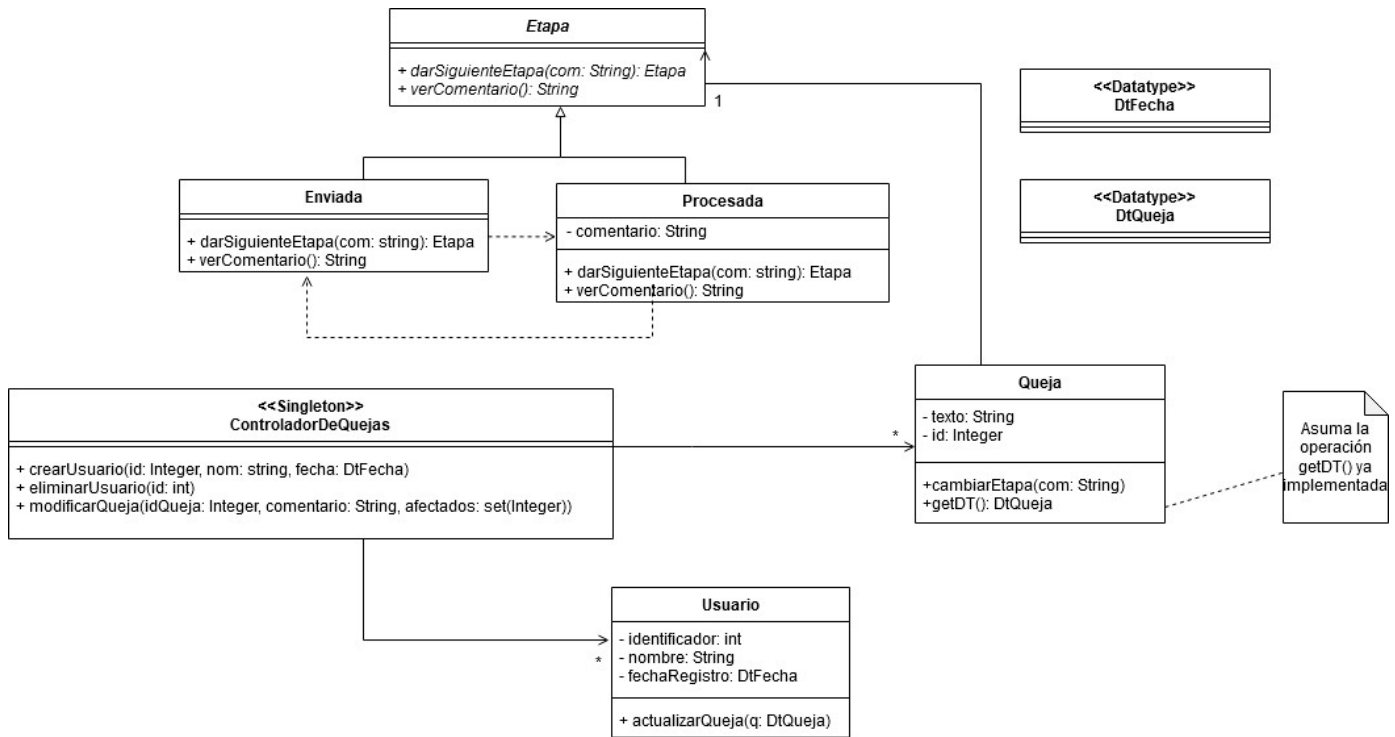 Etapa
+ darSiguienteEtapa(com: String): Etapa
+ verComentario(): String
1
<<Datatype>>
DtFecha
Enviada
+ darSiguienteEtapa(com: string): Etapa
+ verComentario(): String
Procesada
- comentario: String
+ darSiguienteEtapa(com: string): Etapa
+ verComentario(): String
<<Datatype>>
DtQueja
<<Singleton>>
ControladorDeQuejas
+ crearUsuario(id: Integer, nom: string, fecha: DtFecha)
+ eliminarUsuario(id: int)
+ modificarQueja(idQueja: Integer, comentario: String, afectados: set(Integer))
*
Queja
- texto: String
- id: Integer
+cambiarEtapa(com: String)
+getDT(): DtQueja
Asuma la
operación
getDT() ya
implementada
*
Usuario
- identificador: int
- nombre: String
- fechaRegistro: DtFecha
+ actualizarQueja(q: DtQueja)